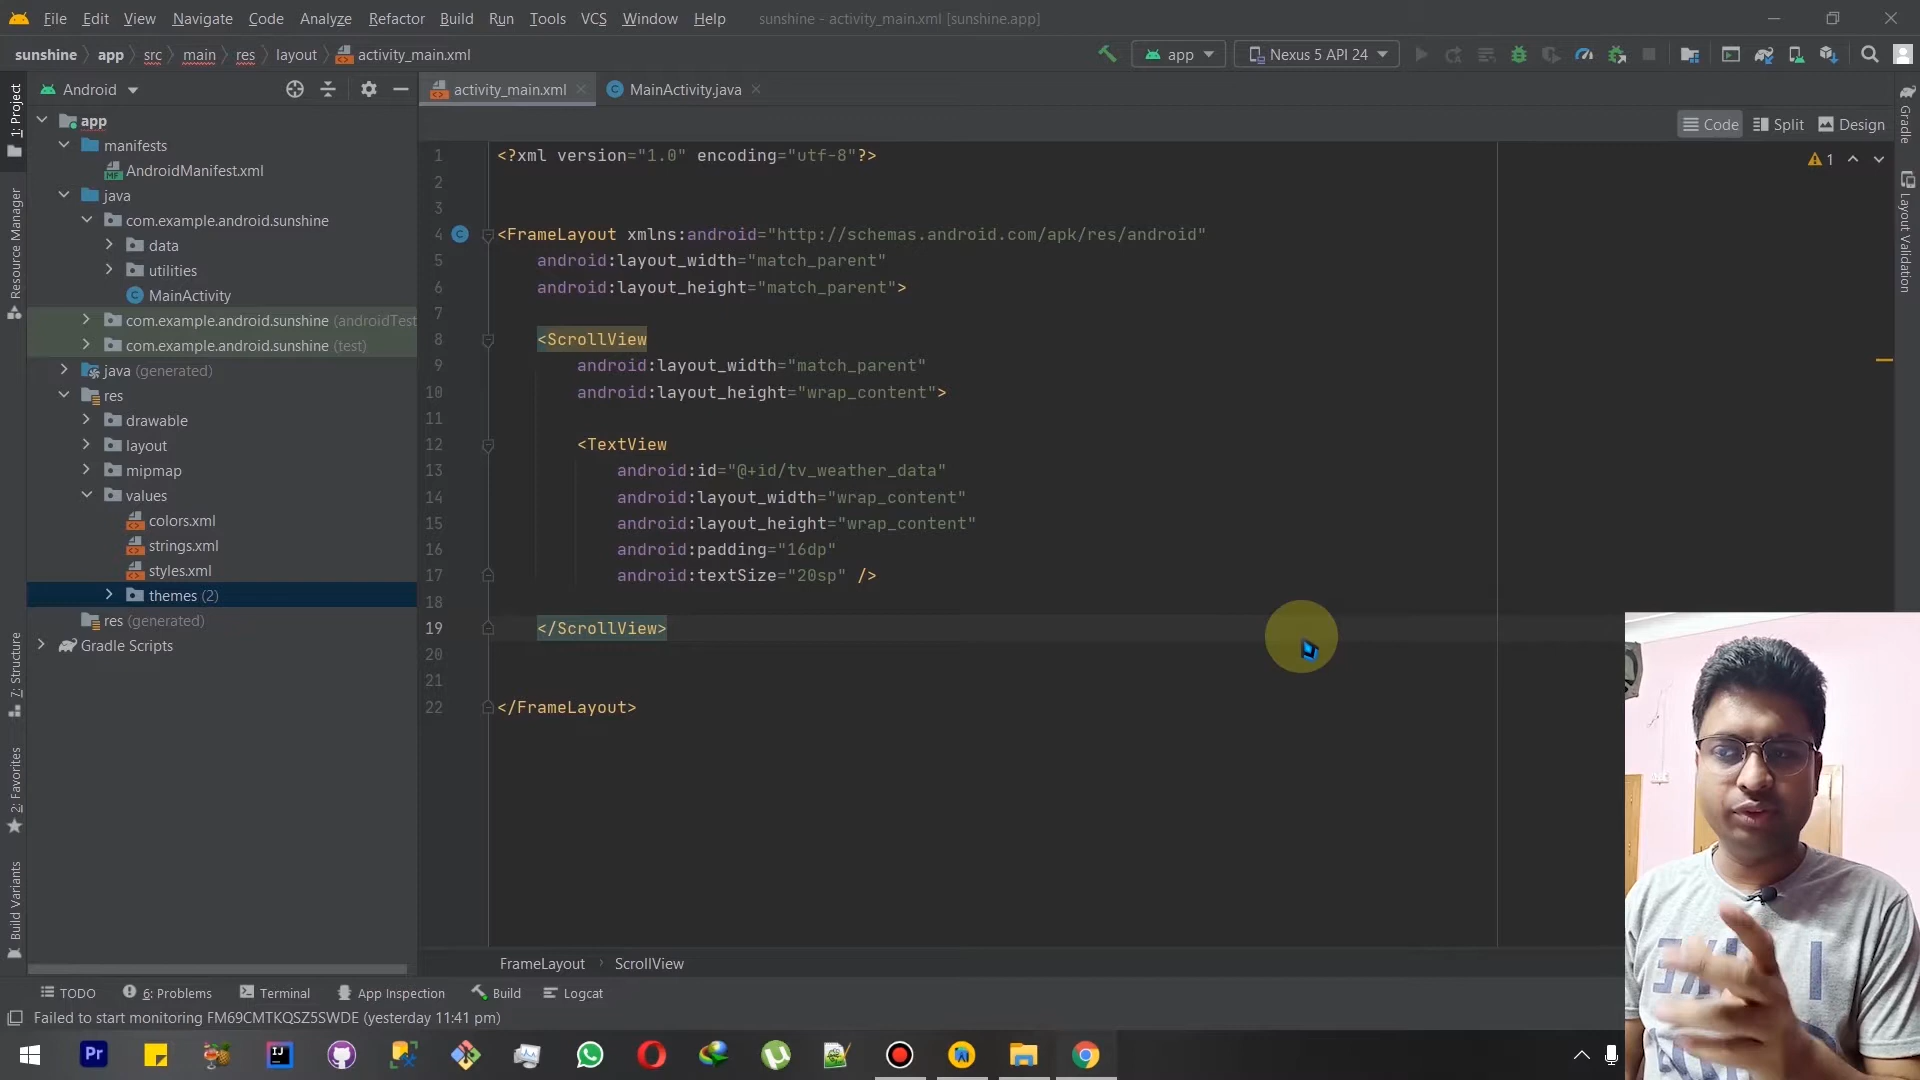 File Edit View Navigate Code Analyze Refactor Build Run Tools VCS Window Help sunshine - activity_main.xml [sunshine.app]
sunshine app src main res layout activity_main.xml app Nexus 5 API 24
Android activity_main.xml MainActivity.java
Code Split Design
1: Project
Resource Manager
7: Structure
2: Favorites
Build Variants
app
manifests
MF AndroidManifest.xml
java
com.example.android.sunshine
data
utilities
MainActivity
com.example.android.sunshine (androidTest
com.example.android.sunshine (test)
java (generated)
res
drawable
layout
mipmap
values
colors.xml
strings.xml
styles.xml
themes (2)
res (generated)
Gradle Scripts
1 <?xml version="1.0" encoding="utf-8"?>
2
3
4 <FrameLayout xmlns:android="http://schemas.android.com/apk/res/android"
5 android:layout_width="match_parent"
6 android:layout_height="match_parent">
7
8 <ScrollView
9 android:layout_width="match_parent"
10 android:layout_height="wrap_content">
11
12 <TextView
13 android:id="@+id/tv_weather_data"
14 android:layout_width="wrap_content"
15 android:layout_height="wrap_content"
16 android:padding="16dp"
17 android:textSize="20sp" />
18
19 </ScrollView>
20
21
22 </FrameLayout>
1
Gradle
Layout Validation
FrameLayout ScrollView
TODO 6: Problems Terminal App Inspection Build Logcat
Failed to start monitoring FM69CMTKQSZ5SWDE (yesterday 11:41 pm)
Pr IJ